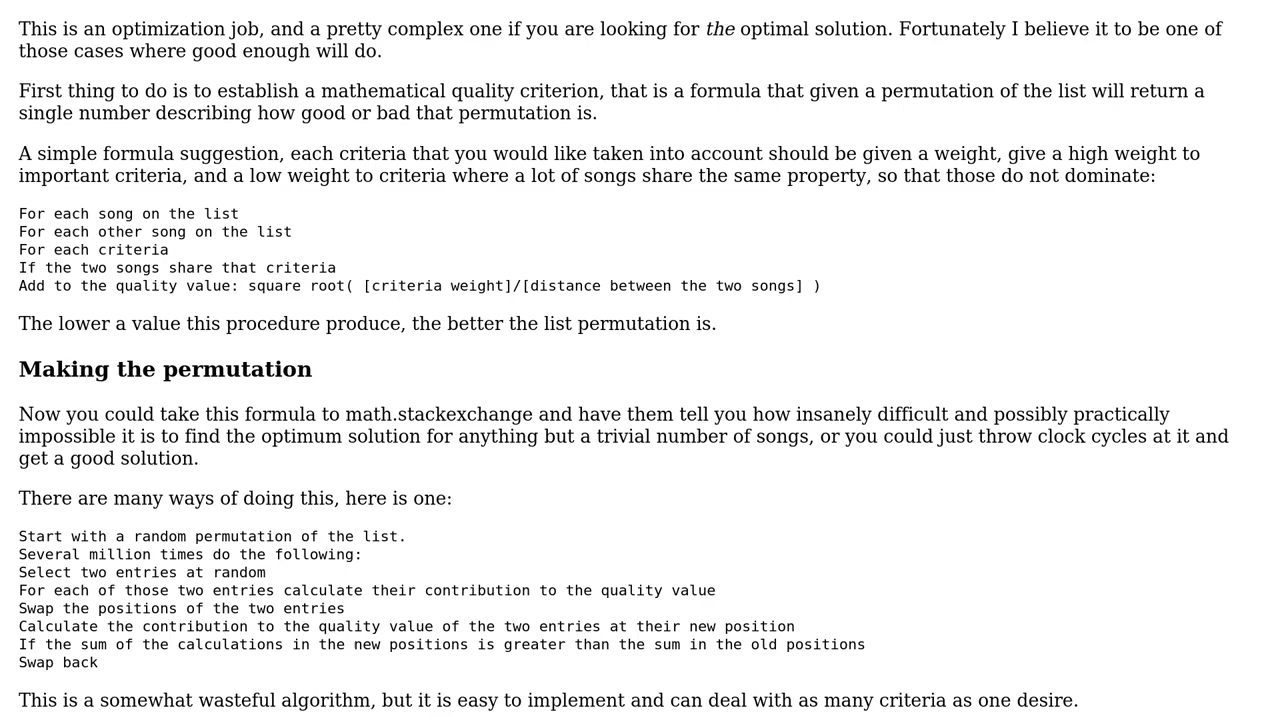 This is an optimization job, and a pretty complex one if you are looking for the optimal solution. Fortunately I believe it to be one of
those cases where good enough will do.
First thing to do is to establish a mathematical quality criterion, that is a formula that given a permutation of the list will return a
single number describing how good or bad that permutation is.
A simple formula suggestion, each criteria that you would like taken into account should be given a weight, give a high weight to
important criteria, and a low weight to criteria where a lot of songs share the same property, so that those do not dominate:
For each song on the list
For each other song on the list
For each criteria
If the two songs share that criteria
Add to the quality value: square root( [criteria weight]/[distance between the two songs] )
The lower a value this procedure produce, the better the list permutation is.
Making the permutation
Now you could take this formula to math.stackexchange and have them tell you how insanely difficult and possibly practically
impossible it is to find the optimum solution for anything but a trivial number of songs, or you could just throw clock cycles at it and
get a good solution.
There are many ways of doing this, here is one:
Start with a random permutation of the list.
Several million times do the following:
Select two entries at random
For each of those two entries calculate their contribution to the quality value
Swap the positions of the two entries
Calculate the contribution to the quality value of the two entries at their new position
If the sum of the calculations in the new positions is greater than the sum in the old positions
Swap back
This is a somewhat wasteful algorithm, but it is easy to implement and can deal with as many criteria as one desire.